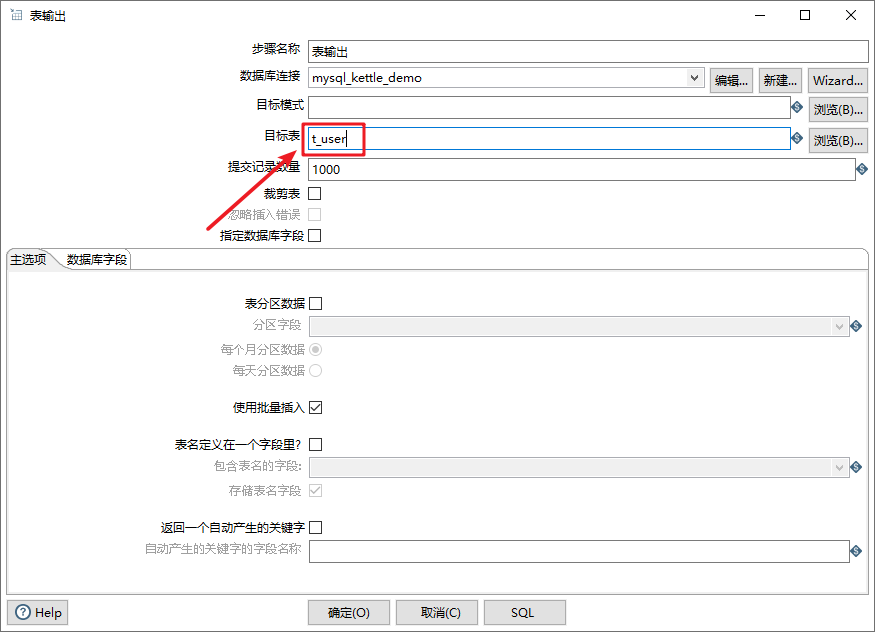 表输出
步骤名称 表输出
数据库连接 mysql_kettle_demo 编辑... 新建... Wizard...
目标模式 浏览(B)...
目标表 t_user 浏览(B)...
提交记录数量 1000
裁剪表
忽略插入错误
指定数据库字段
主选项 数据库字段
表分区数据
分区字段
每个月分区数据
每天分区数据
使用批量插入
表名定义在一个字段里?
包含表名的字段:
存储表名字段
返回一个自动产生的关键字
自动产生的关键字的字段名称
Help 确定(O) 取消(C) SQL